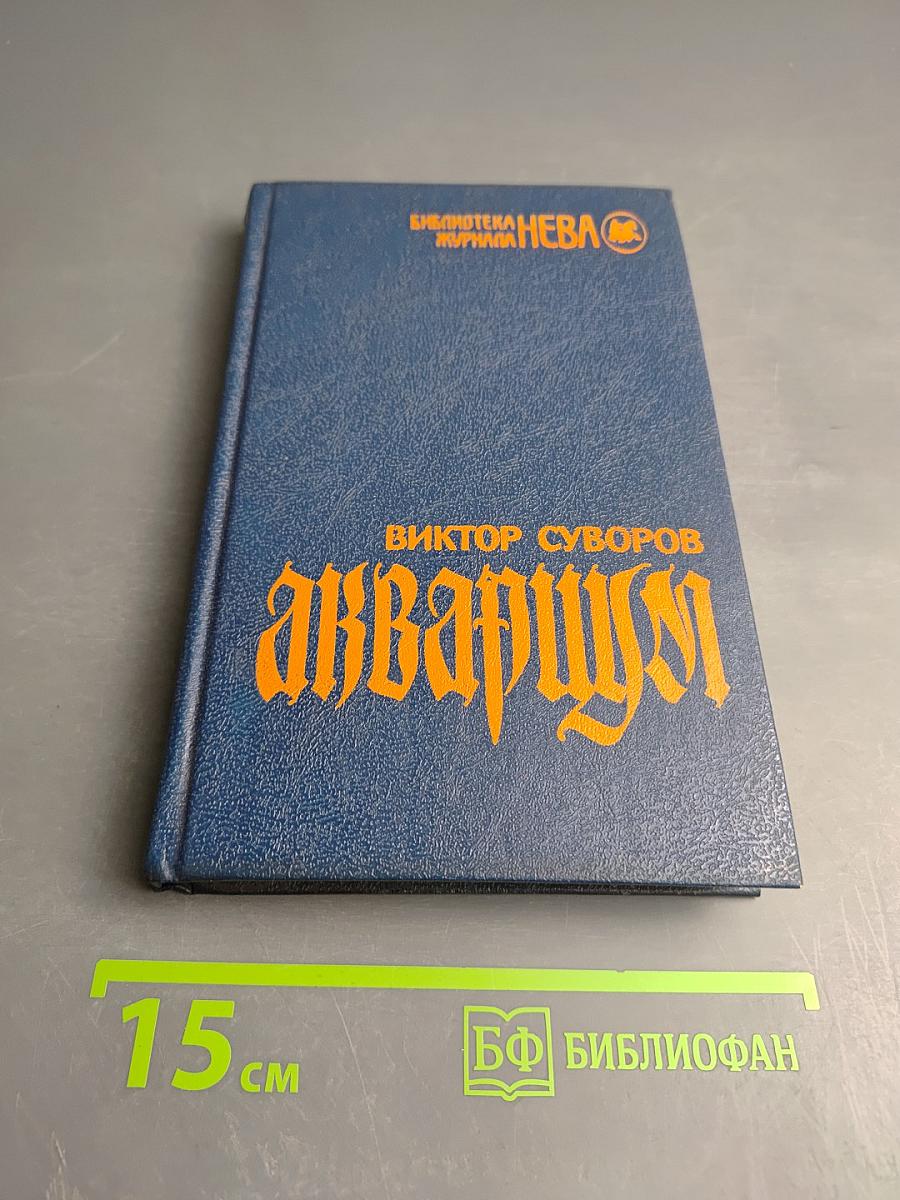 БИБЛИОТЕКА
ЖУРНАЛА НЕВА
ВИКТОР СУВОРОВ
аквариум
15 см
БФ БИБЛИОФАН